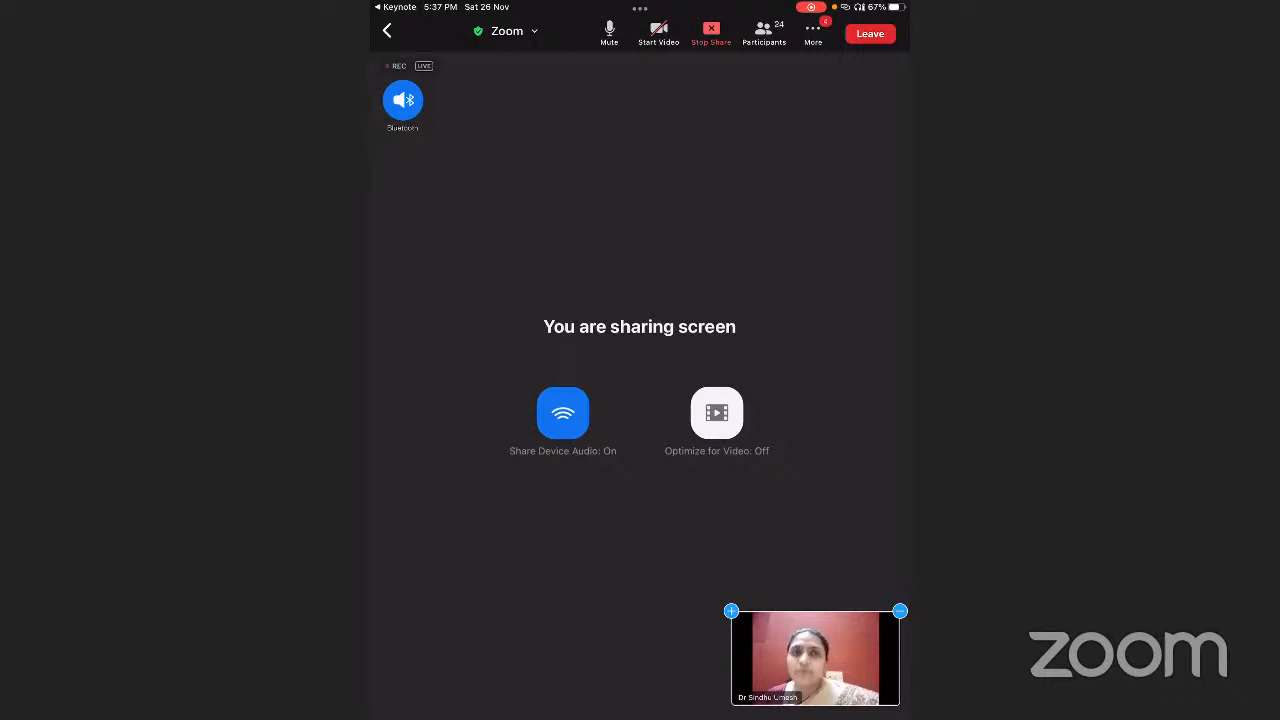 Keynote 5:37 PM Sat 26 Nov 67%
Zoom
Mute Start Video Stop Share Participants 24 More 6 Leave
REC LIVE
Bluetooth
You are sharing screen
Share Device Audio: On Optimize for Video: Off
Dr Sindhu Umesh
zoom